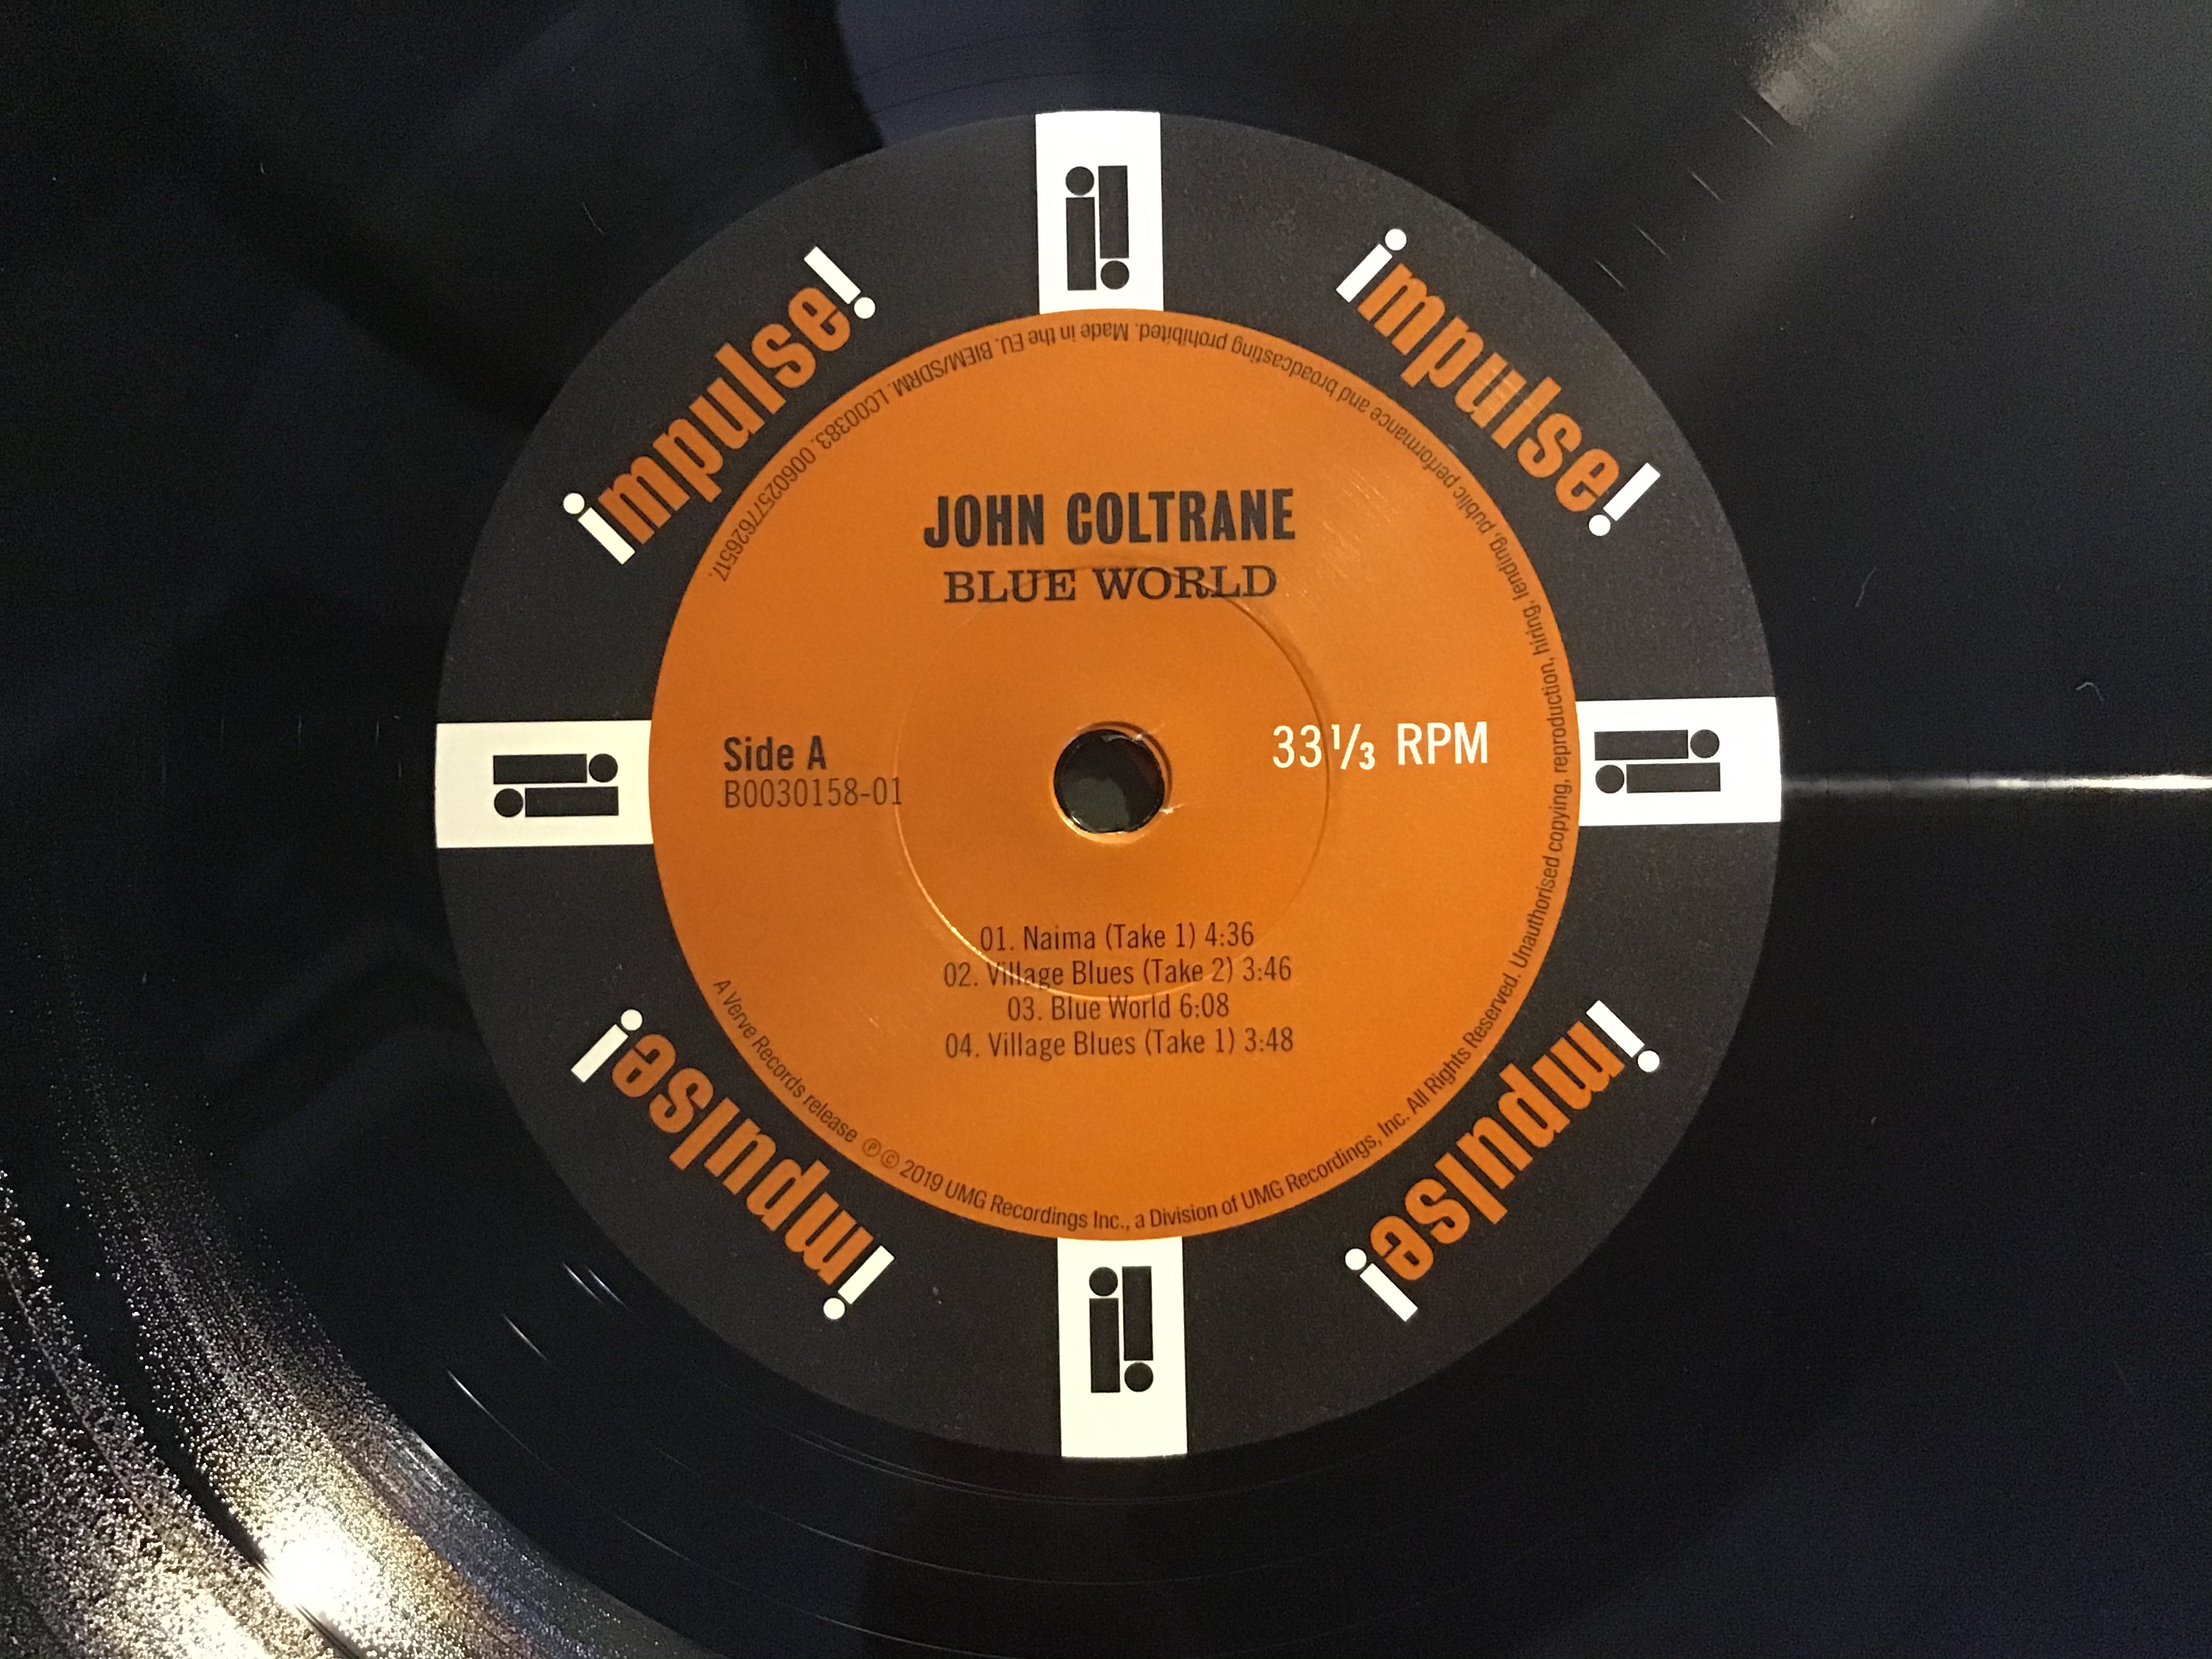 impulse!
impulse!
JOHN COLTRANE
BLUE WORLD
Side A
B0030158-01
33 1/3 RPM
01. Naima (Take 1) 4:36
02. Village Blues (Take 2) 3:46
03. Blue World 6:08
04. Village Blues (Take 1) 3:48
A Verve Records release ℗© 2019 UMG Recordings Inc., a Division of UMG Recordings, Inc. All Rights Reserved. Unauthorised copying, reproduction, hiring, lending, public performance and broadcasting prohibited. Made in the EU. BIEM/SDRM. LC00383. 00602577626517.
impulse!
impulse!